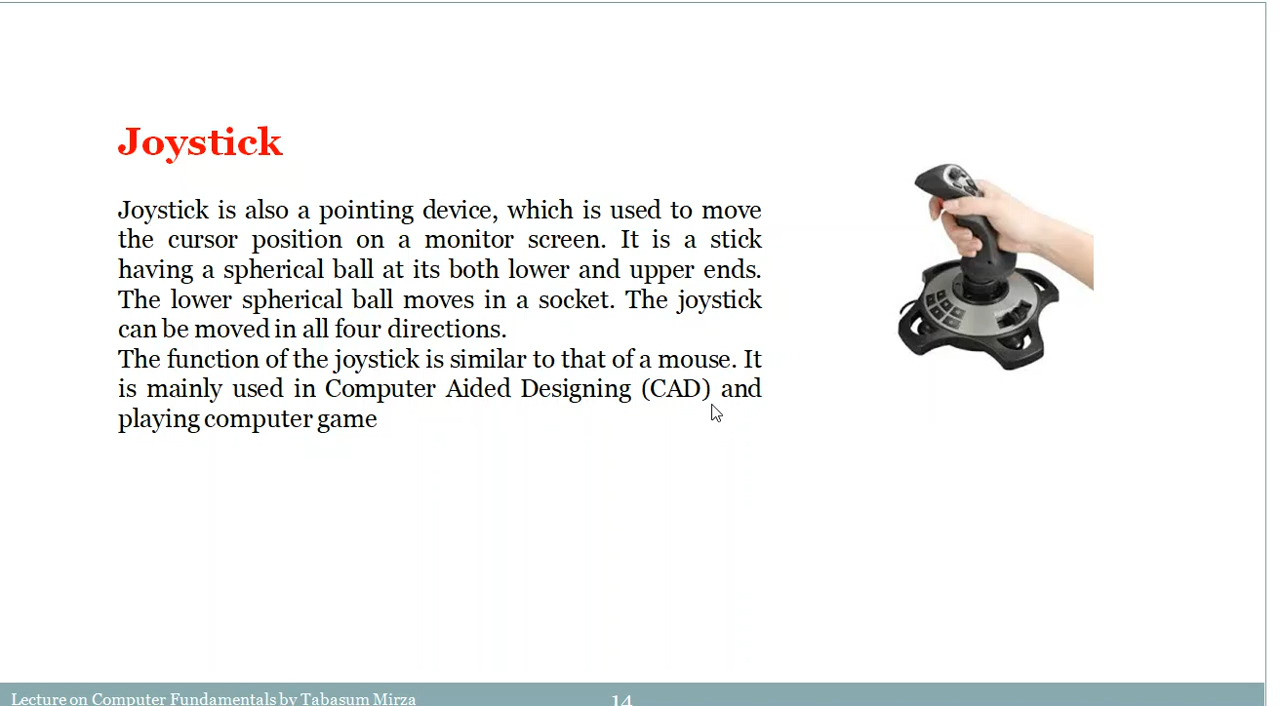 Joystick
Joystick is also a pointing device, which is used to move
the cursor position on a monitor screen. It is a stick
having a spherical ball at its both lower and upper ends.
The lower spherical ball moves in a socket. The joystick
can be moved in all four directions.
The function of the joystick is similar to that of a mouse. It
is mainly used in Computer Aided Designing (CAD) and
playing computer game
Lecture on Computer Fundamentals by Tabasum Mirza
14